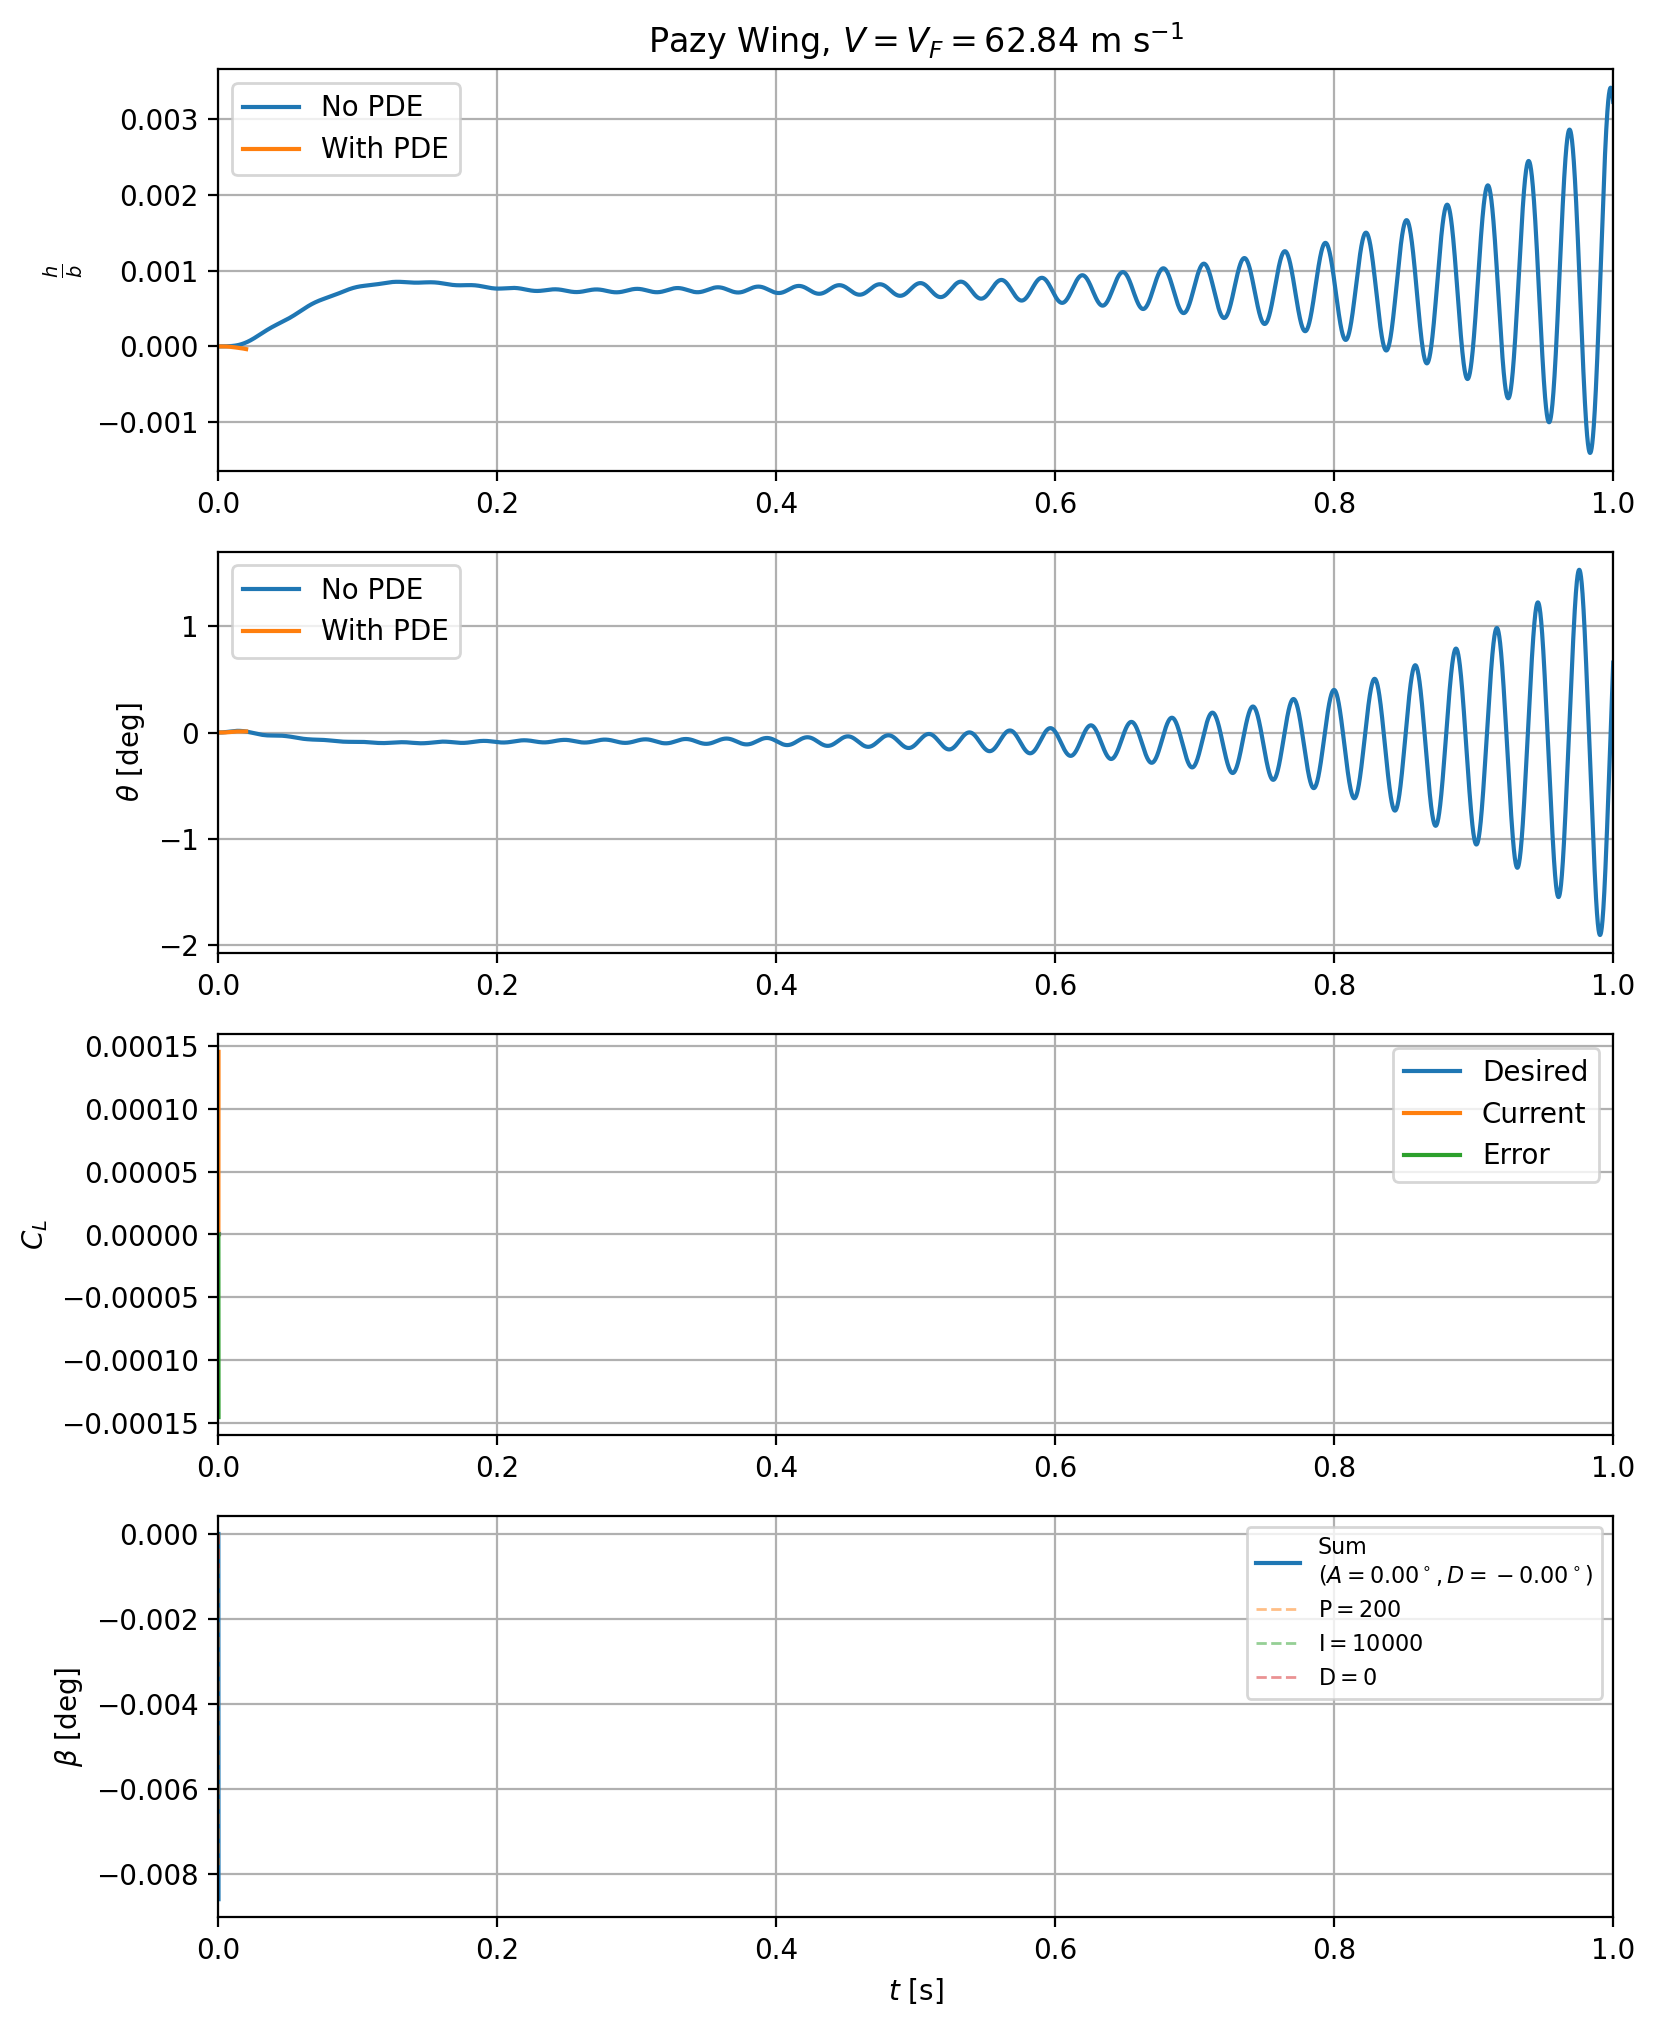 Pazy Wing, V = V_F = 62.84 m s⁻¹
No PDE
With PDE
0.003
0.002
0.001
0.000
−0.001
h/b
0.0 0.2 0.4 0.6 0.8 1.0
No PDE
With PDE
1
0
−1
−2
θ [deg]
0.0 0.2 0.4 0.6 0.8 1.0
Desired
Current
Error
0.00015
0.00010
0.00005
0.00000
−0.00005
−0.00010
−0.00015
C_L
0.0 0.2 0.4 0.6 0.8 1.0
Sum
(A = 0.00°, D = −0.00°)
P = 200
I = 10000
D = 0
0.000
−0.002
−0.004
−0.006
−0.008
β [deg]
0.0 0.2 0.4 0.6 0.8 1.0
t [s]